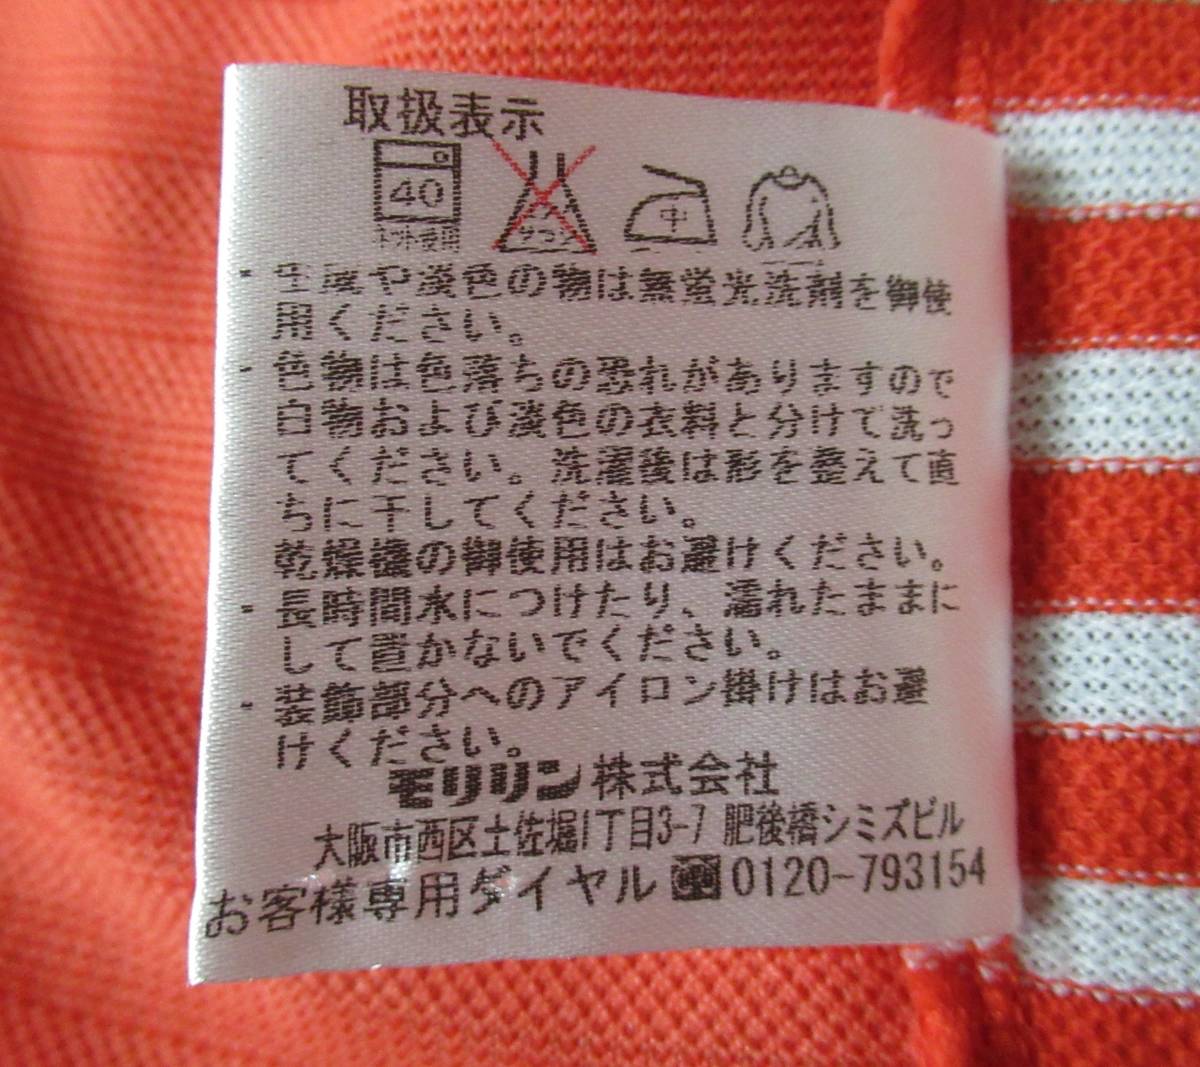 取扱表示
40
中
ネット使用
エンソ
サラシ
・生成や淡色の物は無蛍光洗剤を御使
用ください。
・色物は色落ちの恐れがありますので
白物および淡色の衣料と分けて洗っ
てください。洗濯後は形を整えて直
ちに干してください。
乾燥機の御使用はお避けください。
・長時間水につけたり、濡れたままに
して置かないでください。
・装飾部分へのアイロン掛けはお避
けください。
モリリン株式会社
大阪市西区土佐堀1丁目3-7 肥後橋シミズビル
お客様専用ダイヤル 0120-793154